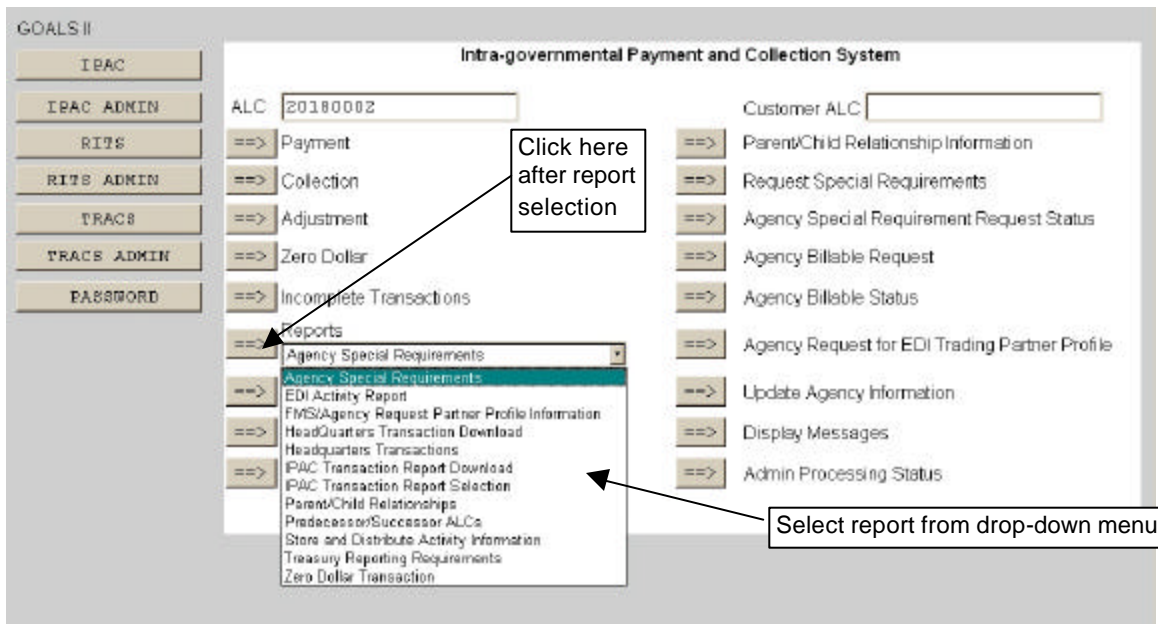 GOALS II
IPAC
IPAC ADMIN
RITS
RITS ADMIN
TRACS
TRACS ADMIN
PASSWORD
Intra-governmental Payment and Collection System
ALC 20180002
Customer ALC
==> Payment
==> Collection
==> Adjustment
==> Zero Dollar
==> Incomplete Transactions
Reports
==> Agency Special Requirements
Agency Special Requirements
EDI Activity Report
FMS/Agency Request Partner Profile Information
HeadQuarters Transaction Download
Headquarters Transactions
IPAC Transaction Report Download
IPAC Transaction Report Selection
Parent/Child Relationships
Predecessor/Successor ALCs
Store and Distribute Activity Information
Treasury Reporting Requirements
Zero Dollar Transaction
==>
==>
==>
Click here
after report
selection
==> Parent/Child Relationship Information
==> Request Special Requirements
==> Agency Special Requirement Request Status
==> Agency Billable Request
==> Agency Billable Status
==> Agency Request for EDI Trading Partner Profile
==> Update Agency Information
==> Display Messages
==> Admin Processing Status
Select report from drop-down menu